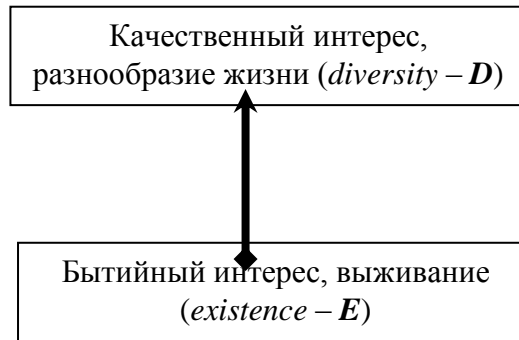 Качественный интерес,
разнообразие жизни (diversity – D)
Бытийный интерес, выживание
(existence – E)